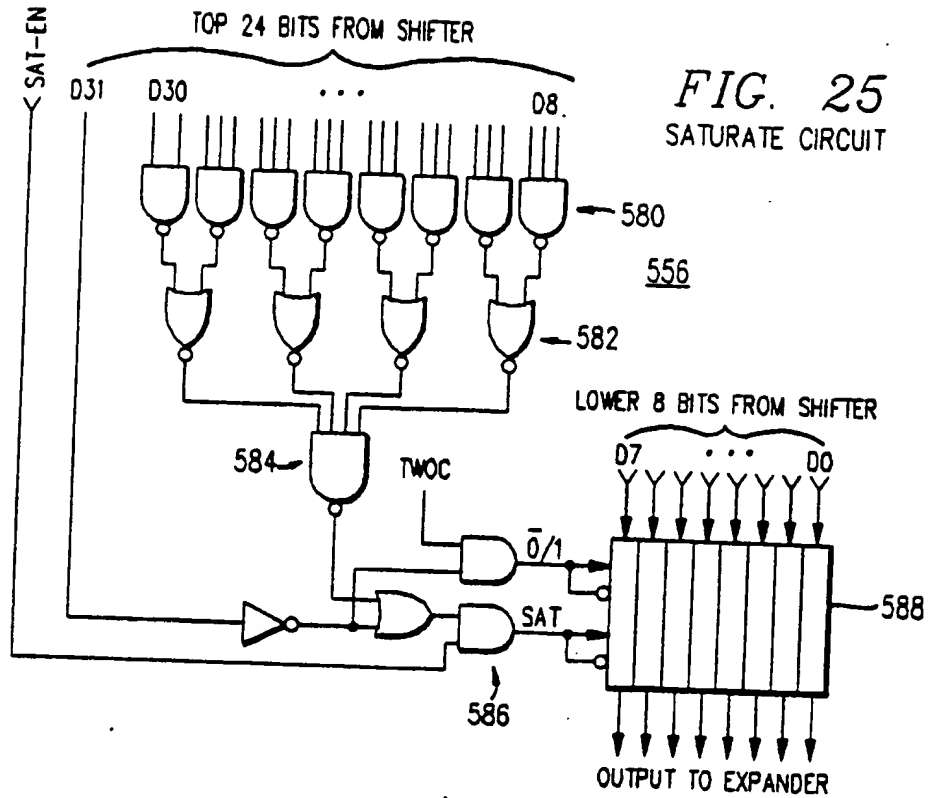 SAT-EN
TOP 24 BITS FROM SHIFTER
D31 D30 ... D8.
FIG. 25
SATURATE CIRCUIT
580
556
582
LOWER 8 BITS FROM SHIFTER
D7 ... D0
584
TWOC
0̅/1
588
SAT
586
OUTPUT TO EXPANDER